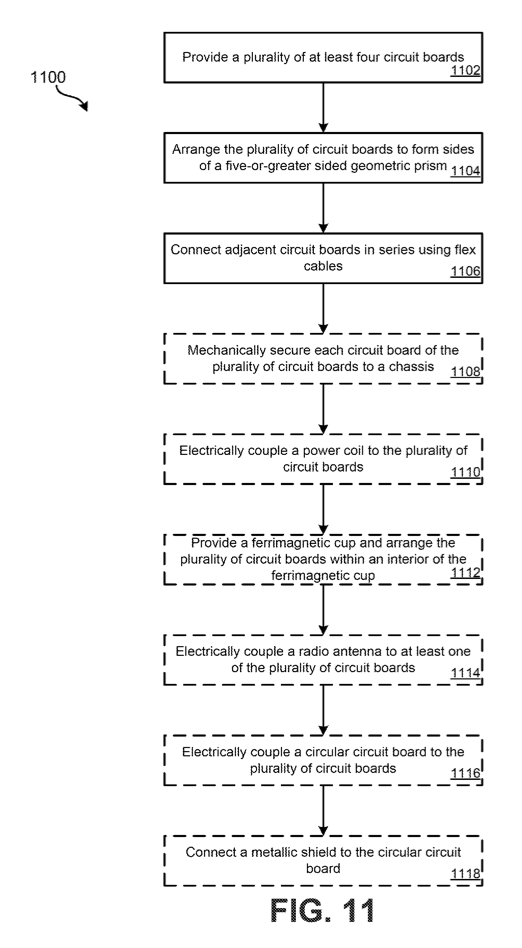 1100
Provide a plurality of at least four circuit boards
1102
Arrange the plurality of circuit boards to form sides
of a five-or-greater sided geometric prism
1104
Connect adjacent circuit boards in series using flex
cables
1106
Mechanically secure each circuit board of the
plurality of circuit boards to a chassis
1108
Electrically couple a power coil to the plurality of
circuit boards
1110
Provide a ferrimagnetic cup and arrange the
plurality of circuit boards within an interior of the
ferrimagnetic cup
1112
Electrically couple a radio antenna to at least one
of the plurality of circuit boards
1114
Electrically couple a circular circuit board to the
plurality of circuit boards
1116
Connect a metallic shield to the circular circuit
board
1118
FIG. 11